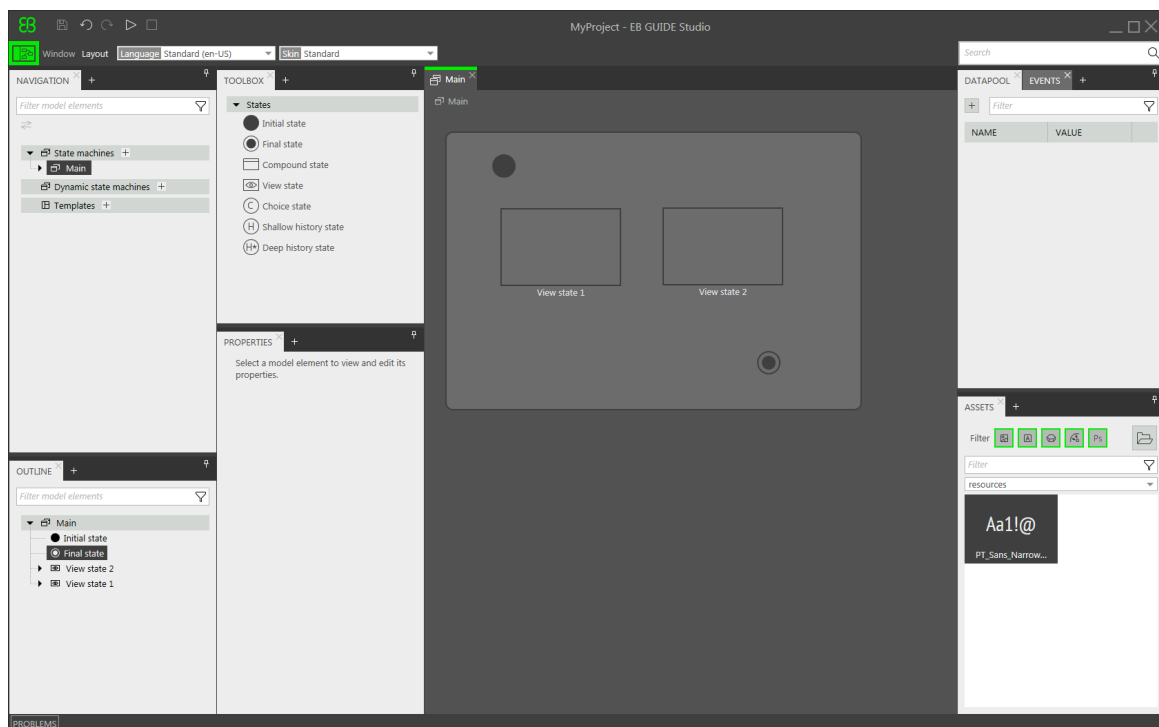 EB
MyProject - EB GUIDE Studio
Window Layout Language Standard (en-US) Skin Standard
Search
NAVIGATION
Filter model elements
State machines
Main
Dynamic state machines
Templates
OUTLINE
Filter model elements
Main
Initial state
Final state
View state 2
View state 1
TOOLBOX
States
Initial state
Final state
Compound state
View state
C Choice state
H Shallow history state
H* Deep history state
PROPERTIES
Select a model element to view and edit its
properties.
Main
Main
View state 1
View state 2
DATAPOOL EVENTS
Filter
NAME VALUE
ASSETS
Filter A Ps
Filter
resources
Aa1!@
PT_Sans_Narrow...
PROBLEMS